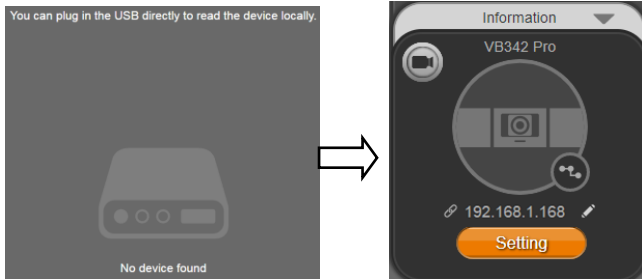 You can plug in the USB directly to read the device locally.
No device found
Information
VB342 Pro
192.168.1.168
Setting